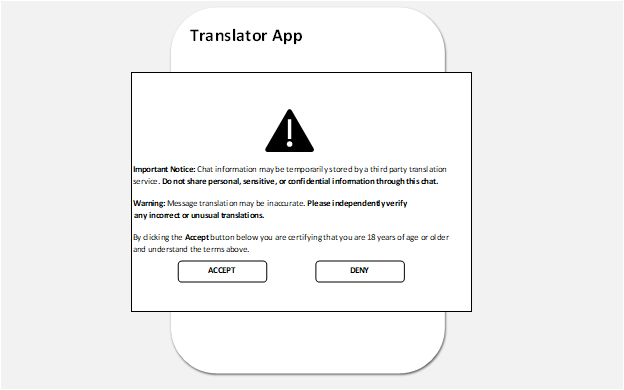 Translator App
Important Notice: Chat information may be temporarily stored by a third party translation
service. Do not share personal, sensitive, or confidential information through this chat.
Warning: Message translation may be inaccurate. Please independently verify
any incorrect or unusual translations.
By clicking the Accept button below you are certifying that you are 18 years of age or older
and understand the terms above.
ACCEPT DENY